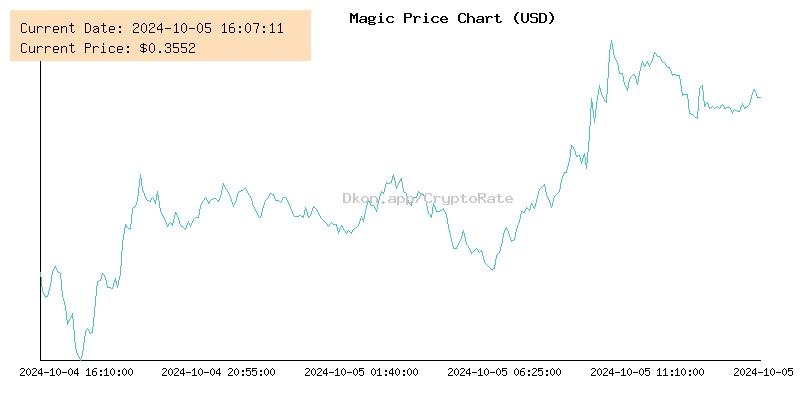 Magic Price Chart (USD)
Current Date: 2024-10-05 16:07:11
Current Price: $0.3552
Dkop.app/CryptoRate
2024-10-04 16:10:00
2024-10-04 20:55:00
2024-10-05 01:40:00
2024-10-05 06:25:00
2024-10-05 11:10:00
2024-10-05